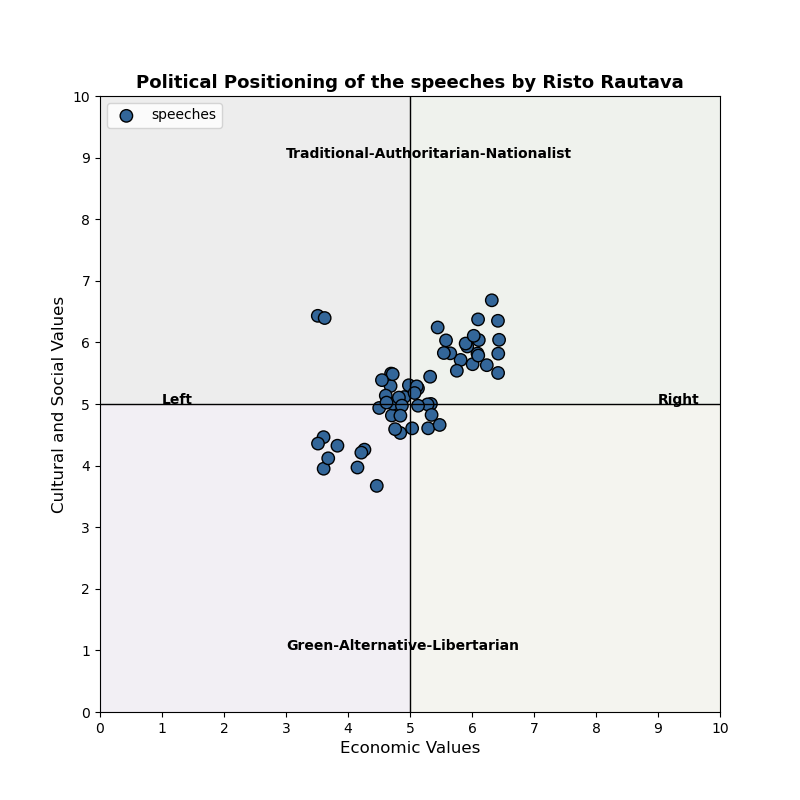 Political Positioning of the speeches by Risto Rautava
10
speeches
9
Traditional-Authoritarian-Nationalist
8
7
6
5
Left
Right
4
3
2
1
Green-Alternative-Libertarian
0
Cultural and Social Values
0 1 2 3 4 5 6 7 8 9 10
Economic Values